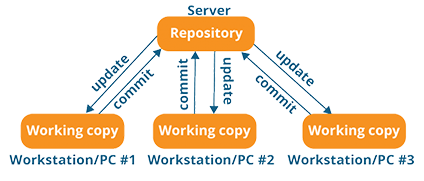 Server
Repository
update
commit
commit
update
commit
update
Working copy
Working copy
Working copy
Workstation/PC #1
Workstation/PC #2
Workstation/PC #3